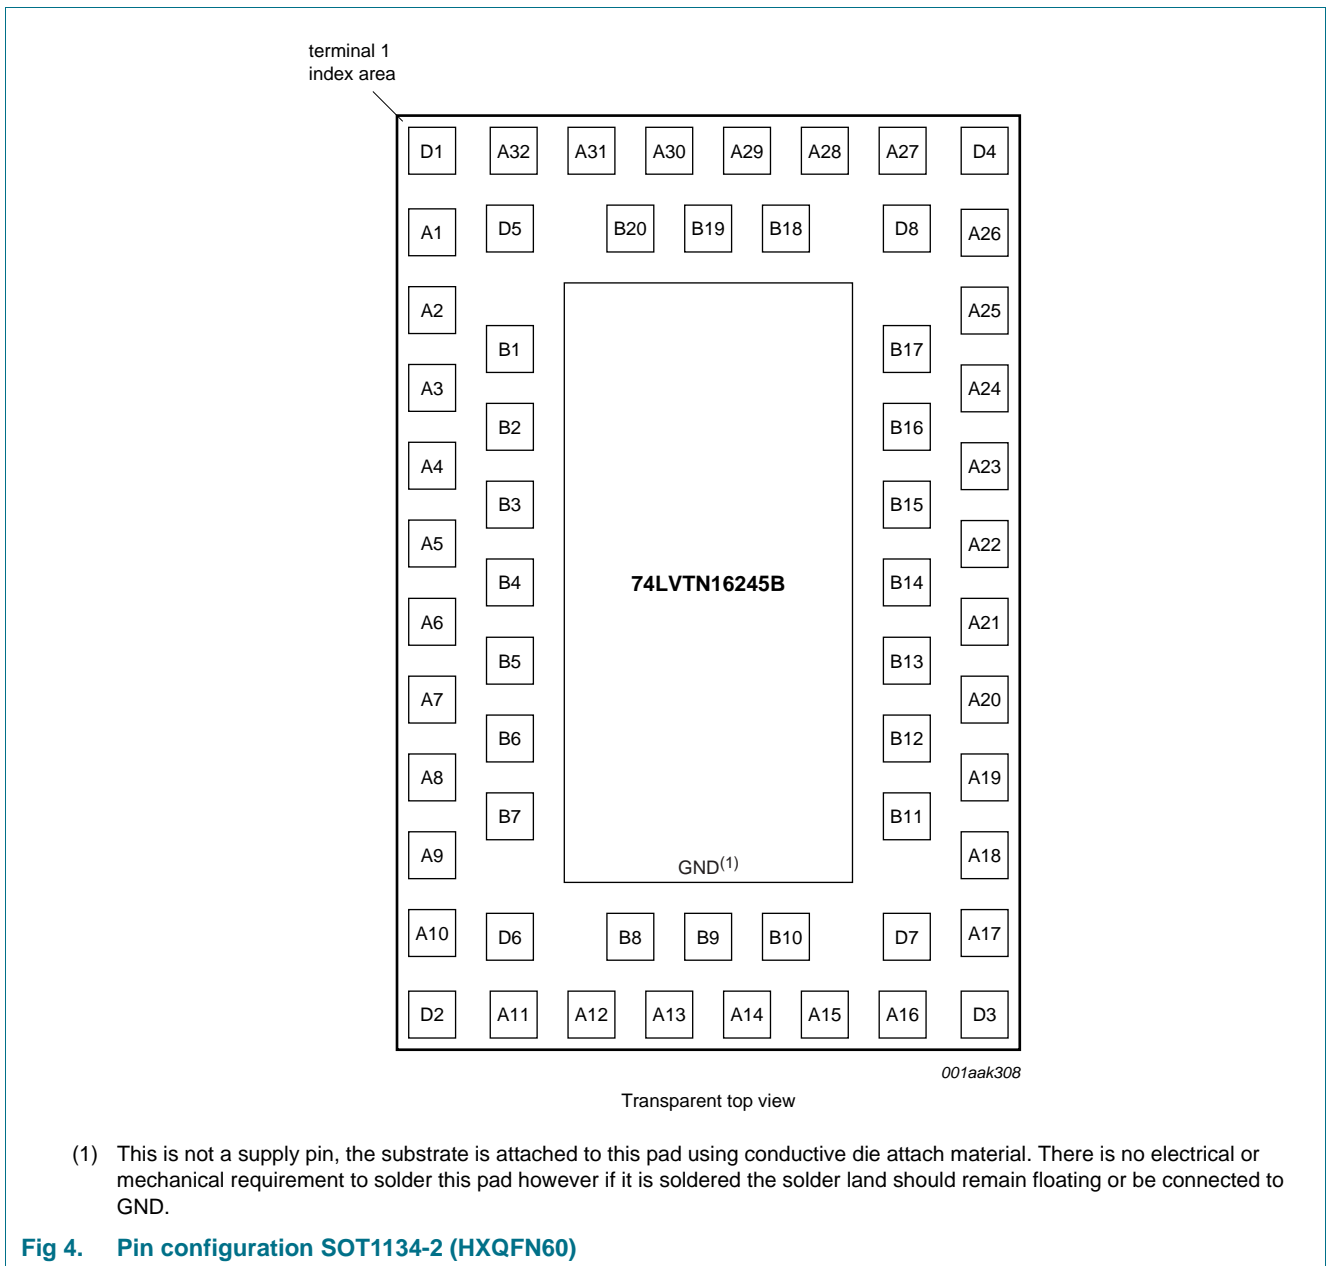 terminal 1
index area
D1 A32 A31 A30 A29 A28 A27 D4
A1 D5 B20 B19 B18 D8 A26
A2 A25
B1 B17
A3 A24
B2 B16
A4 A23
B3 B15
A5 A22
B4 74LVTN16245B B14
A6 A21
B5 B13
A7 A20
B6 B12
A8 A19
B7 B11
A9 GND(1) A18
A10 D6 B8 B9 B10 D7 A17
D2 A11 A12 A13 A14 A15 A16 D3
001aak308
Transparent top view
(1) This is not a supply pin, the substrate is attached to this pad using conductive die attach material. There is no electrical or
mechanical requirement to solder this pad however if it is soldered the solder land should remain floating or be connected to
GND.
Fig 4. Pin configuration SOT1134-2 (HXQFN60)